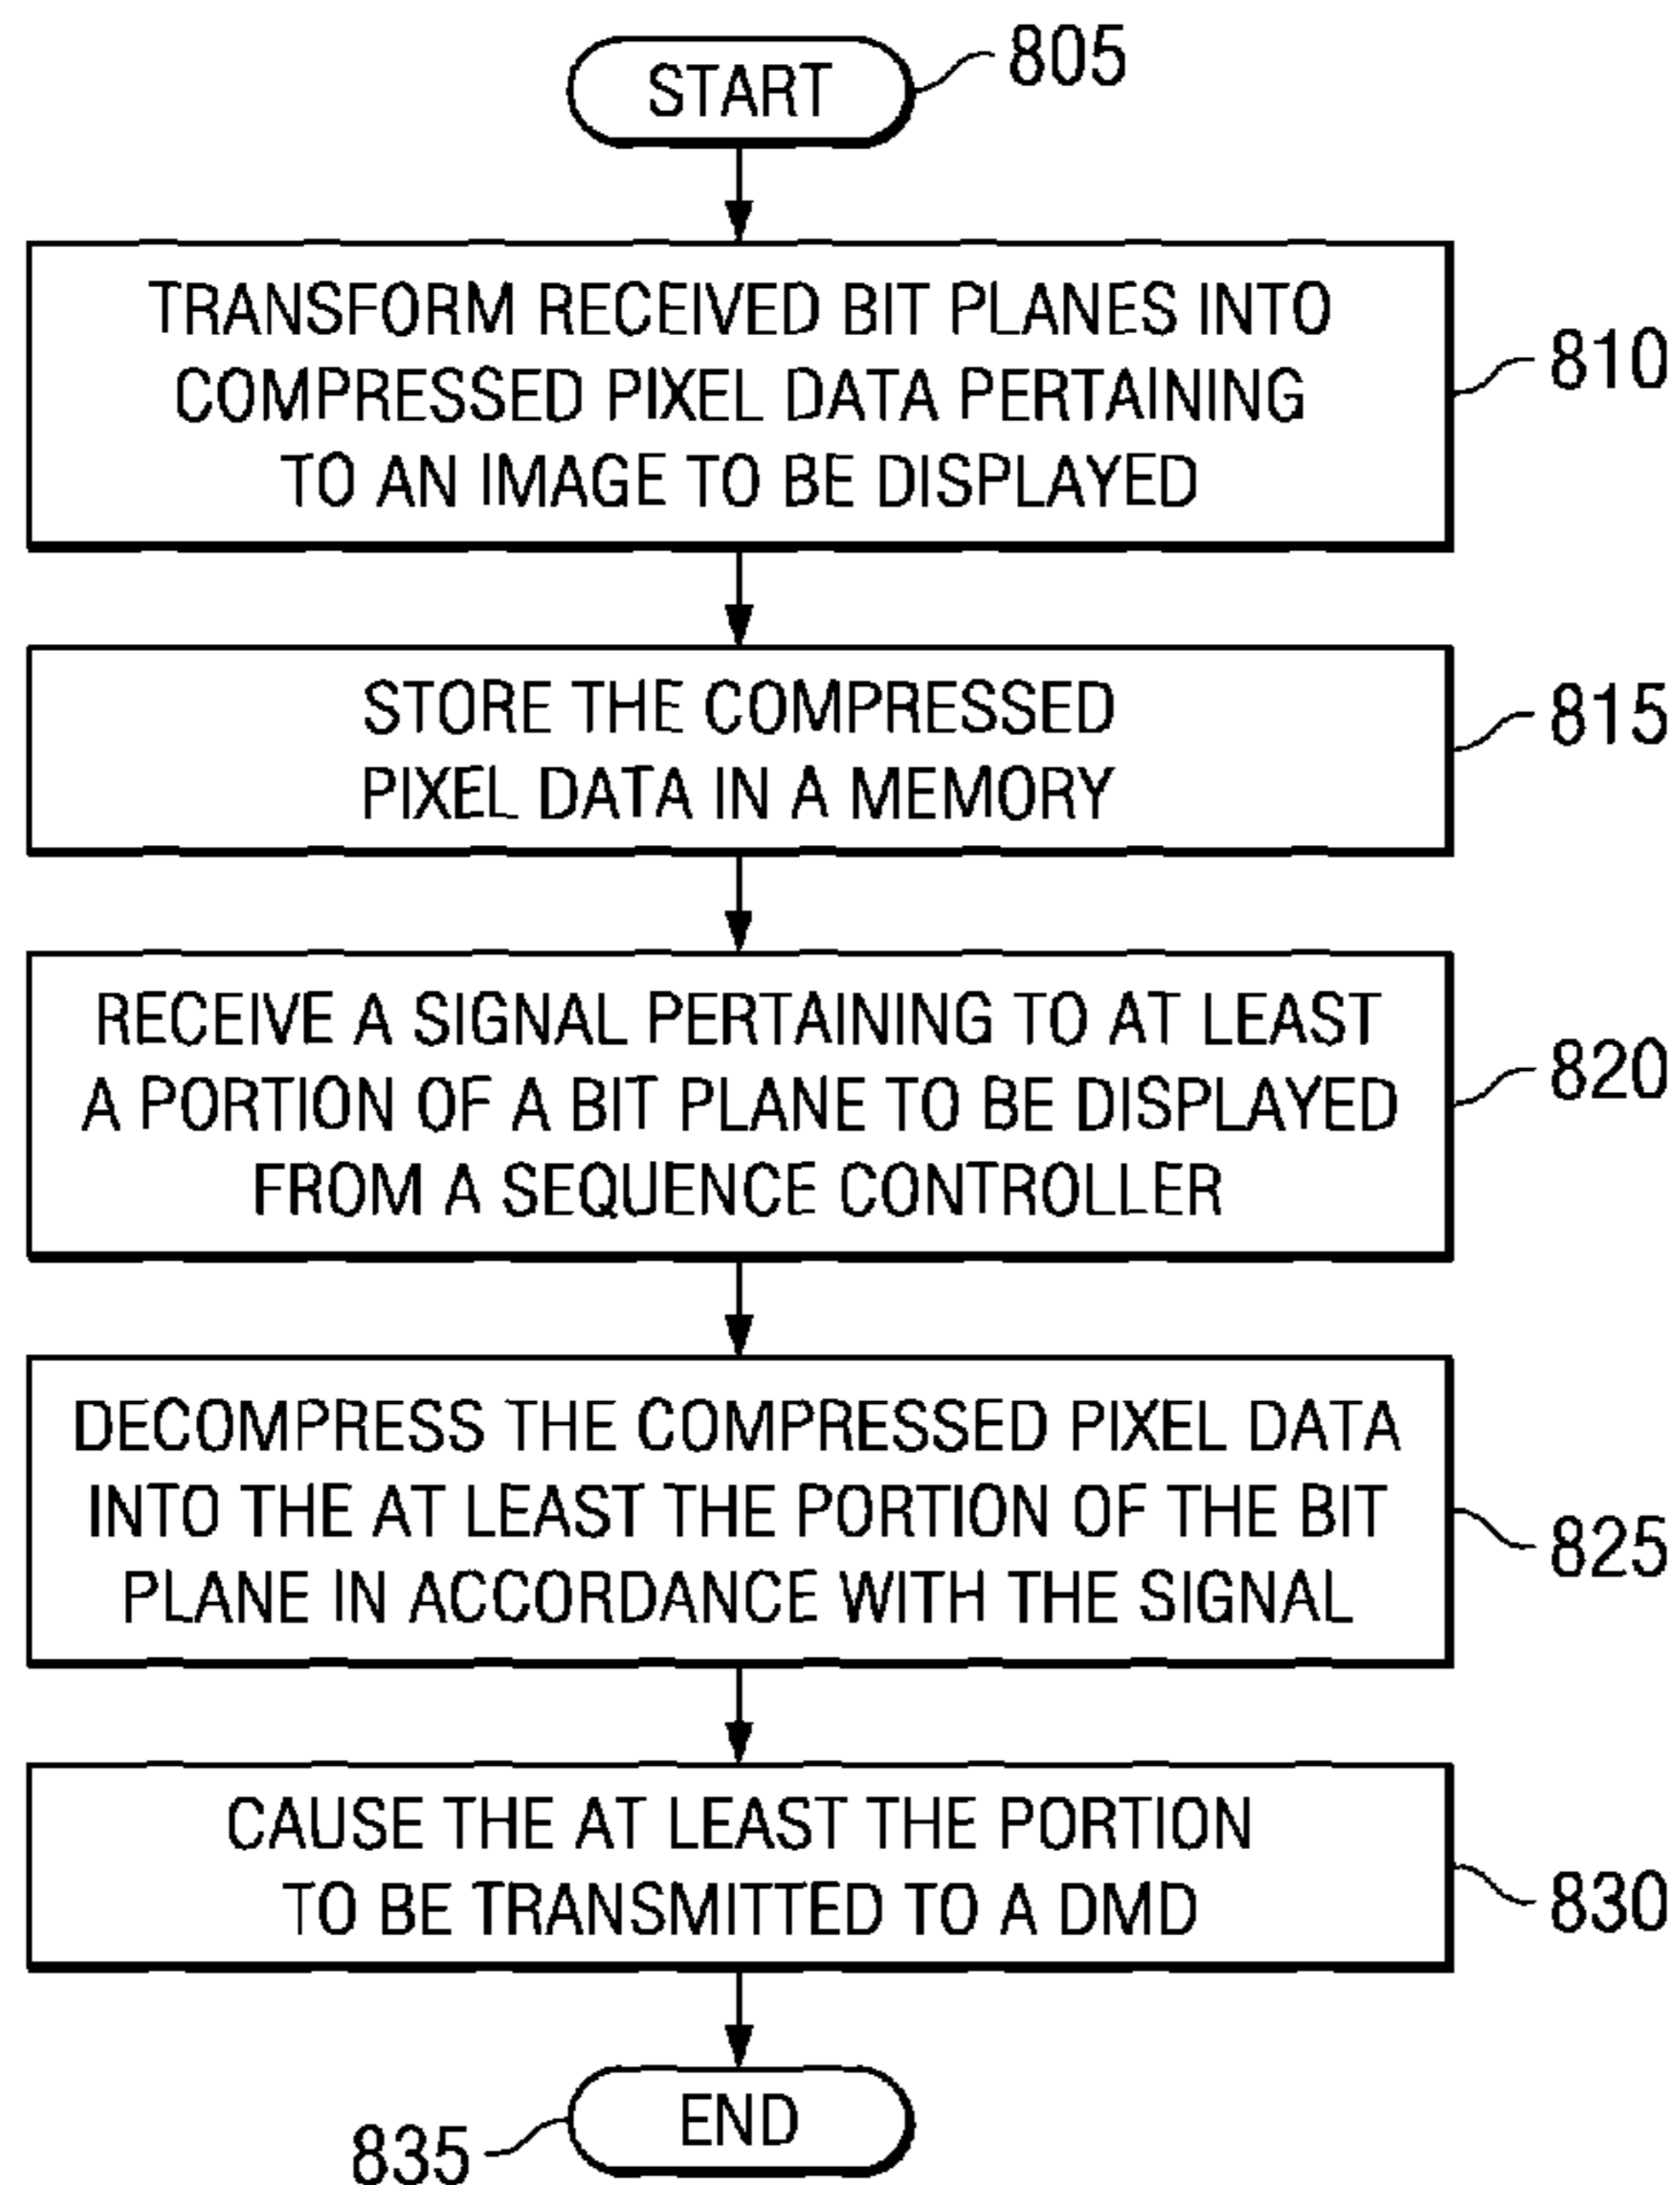 START
805
TRANSFORM RECEIVED BIT PLANES INTO
COMPRESSED PIXEL DATA PERTAINING
TO AN IMAGE TO BE DISPLAYED
810
STORE THE COMPRESSED
PIXEL DATA IN A MEMORY
815
RECEIVE A SIGNAL PERTAINING TO AT LEAST
A PORTION OF A BIT PLANE TO BE DISPLAYED
FROM A SEQUENCE CONTROLLER
820
DECOMPRESS THE COMPRESSED PIXEL DATA
INTO THE AT LEAST THE PORTION OF THE BIT
PLANE IN ACCORDANCE WITH THE SIGNAL
825
CAUSE THE AT LEAST THE PORTION
TO BE TRANSMITTED TO A DMD
830
END
835